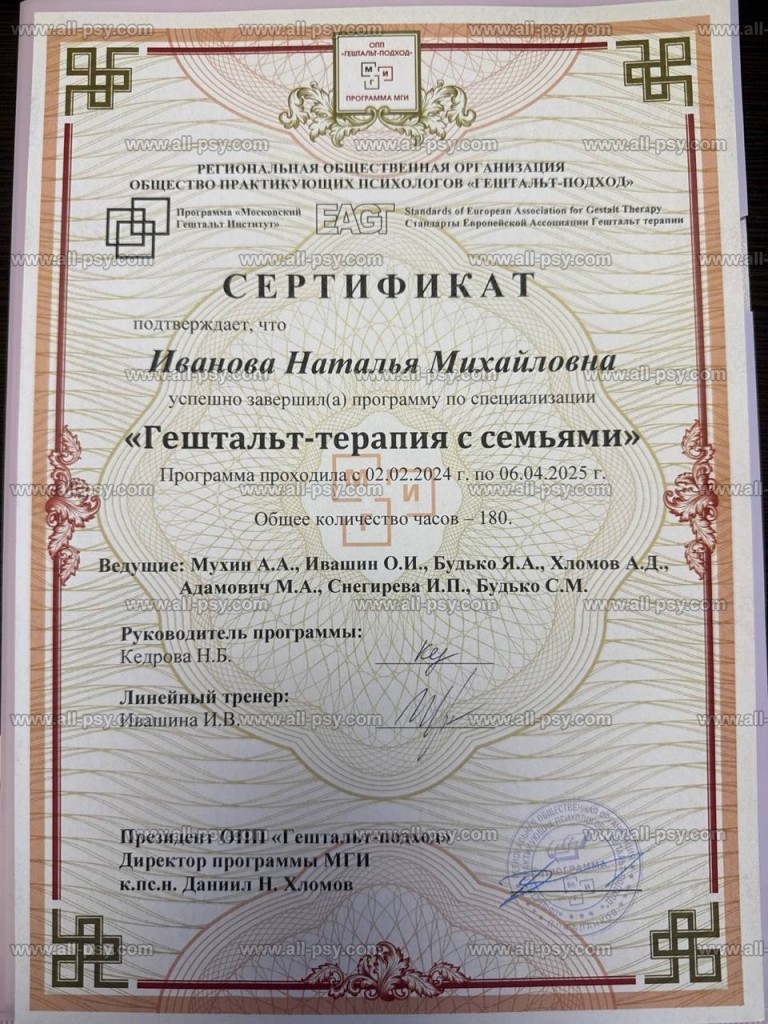 ОПП
«ГЕШТАЛЬТ-ПОДХОД»
М
И
Г
ПРОГРАММА МГИ
РЕГИОНАЛЬНАЯ ОБЩЕСТВЕННАЯ ОРГАНИЗАЦИЯ
ОБЩЕСТВО ПРАКТИКУЮЩИХ ПСИХОЛОГОВ «ГЕШТАЛЬТ-ПОДХОД»
Программа «Московский
Гештальт Институт»
EAGT
Standards of European Association for Gestalt Therapy
Стандарты Европейской Ассоциации Гештальт терапии
СЕРТИФИКАТ
подтверждает, что
Иванова Наталья Михайловна
успешно завершил(а) программу по специализации
«Гештальт-терапия с семьями»
Программа проходила с 02.02.2024 г. по 06.04.2025 г.
М
И
Г
Общее количество часов – 180.
Ведущие: Мухин А.А., Ивашин О.И., Будько Я.А., Хломов А.Д.,
Адамович М.А., Снегирева И.П., Будько С.М.
Руководитель программы:
Кедрова Н.Б.
Линейный тренер:
Ивашина И.В.
Президент ОПП «Гештальт-подход»
Директор программы МГИ
к.пс.н. Даниил Н. Хломов
ПРОГРАММА
www.all-psy.com